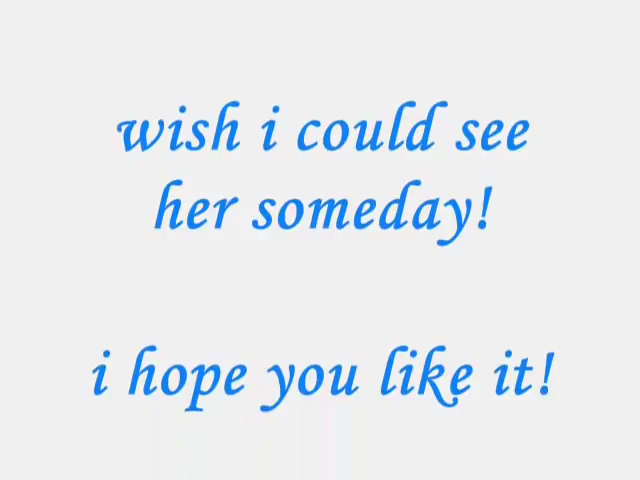 wish i could see
her someday!
i hope you like it!